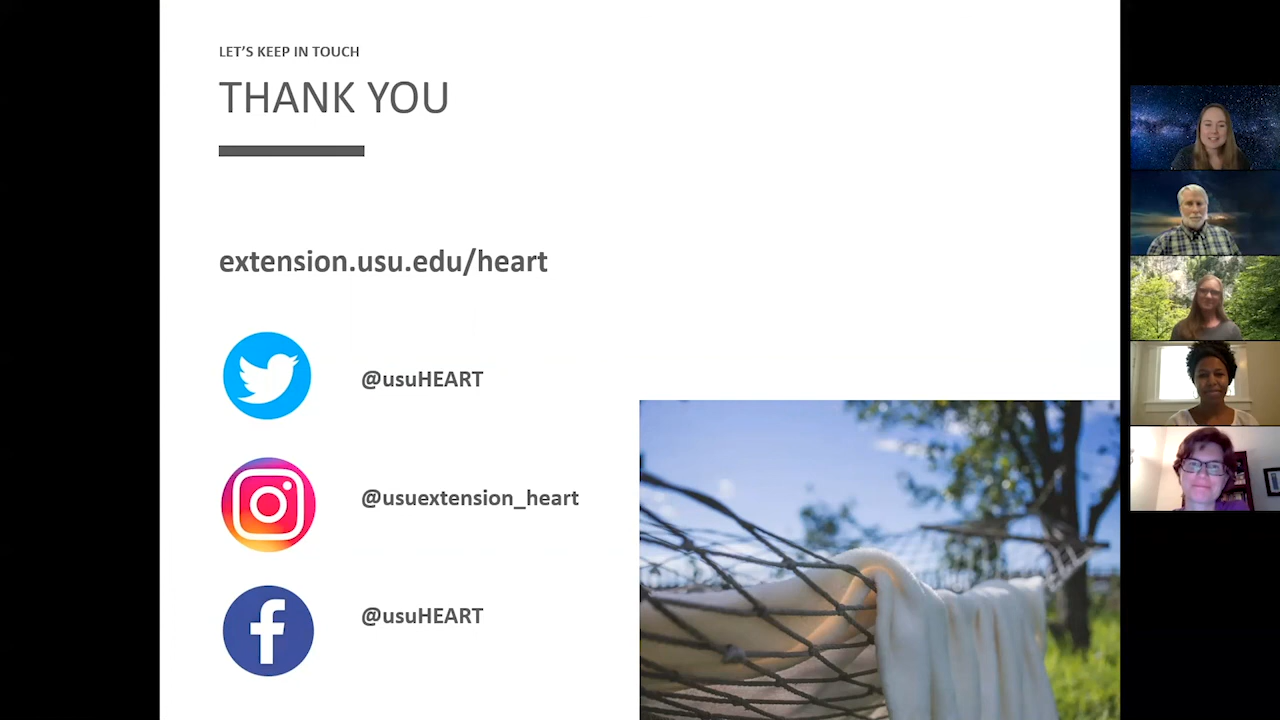 LET'S KEEP IN TOUCH
THANK YOU
extension.usu.edu/heart
@usuHEART
@usuextension_heart
@usuHEART